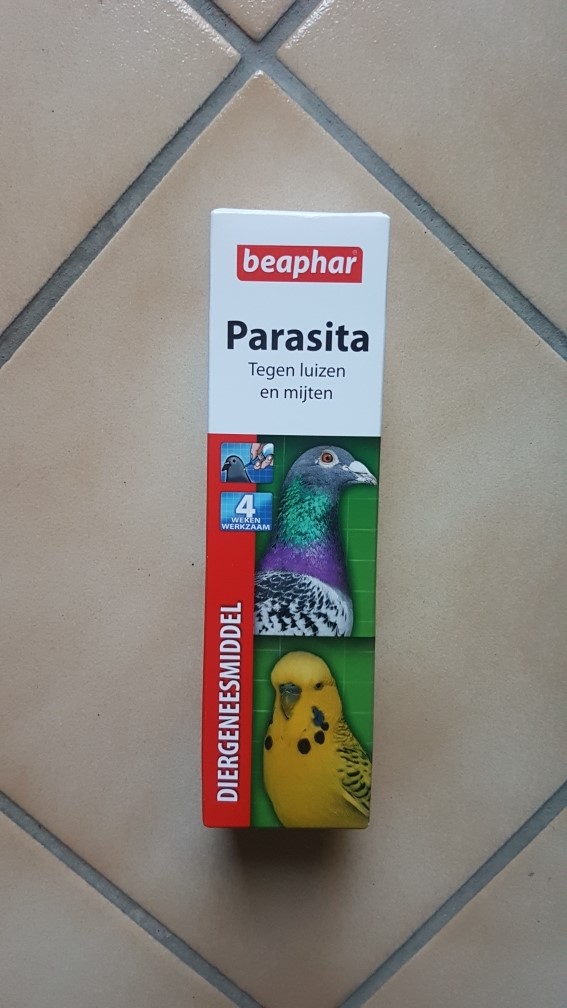 beaphar
Parasita
Tegen luizen
en mijten
4
WEKEN
WERKZAAM
DIERGENEESMIDDEL